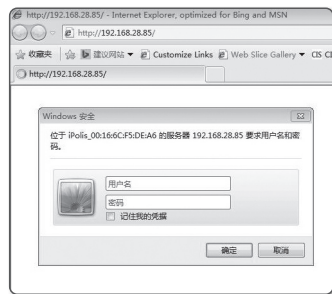 http://192.168.28.85/ - Internet Explorer, optimized for Bing and MSN
http://192.168.28.85/
收藏夹 建议网站 Customize Links Web Slice Gallery CIS Cl
http://192.168.28.85/
Windows 安全
位于 iPolis_00:16:6C:F5:DE:A6 的服务器 192.168.28.85 要求用户名和密
码。
用户名
密码
记住我的凭据
确定 取消